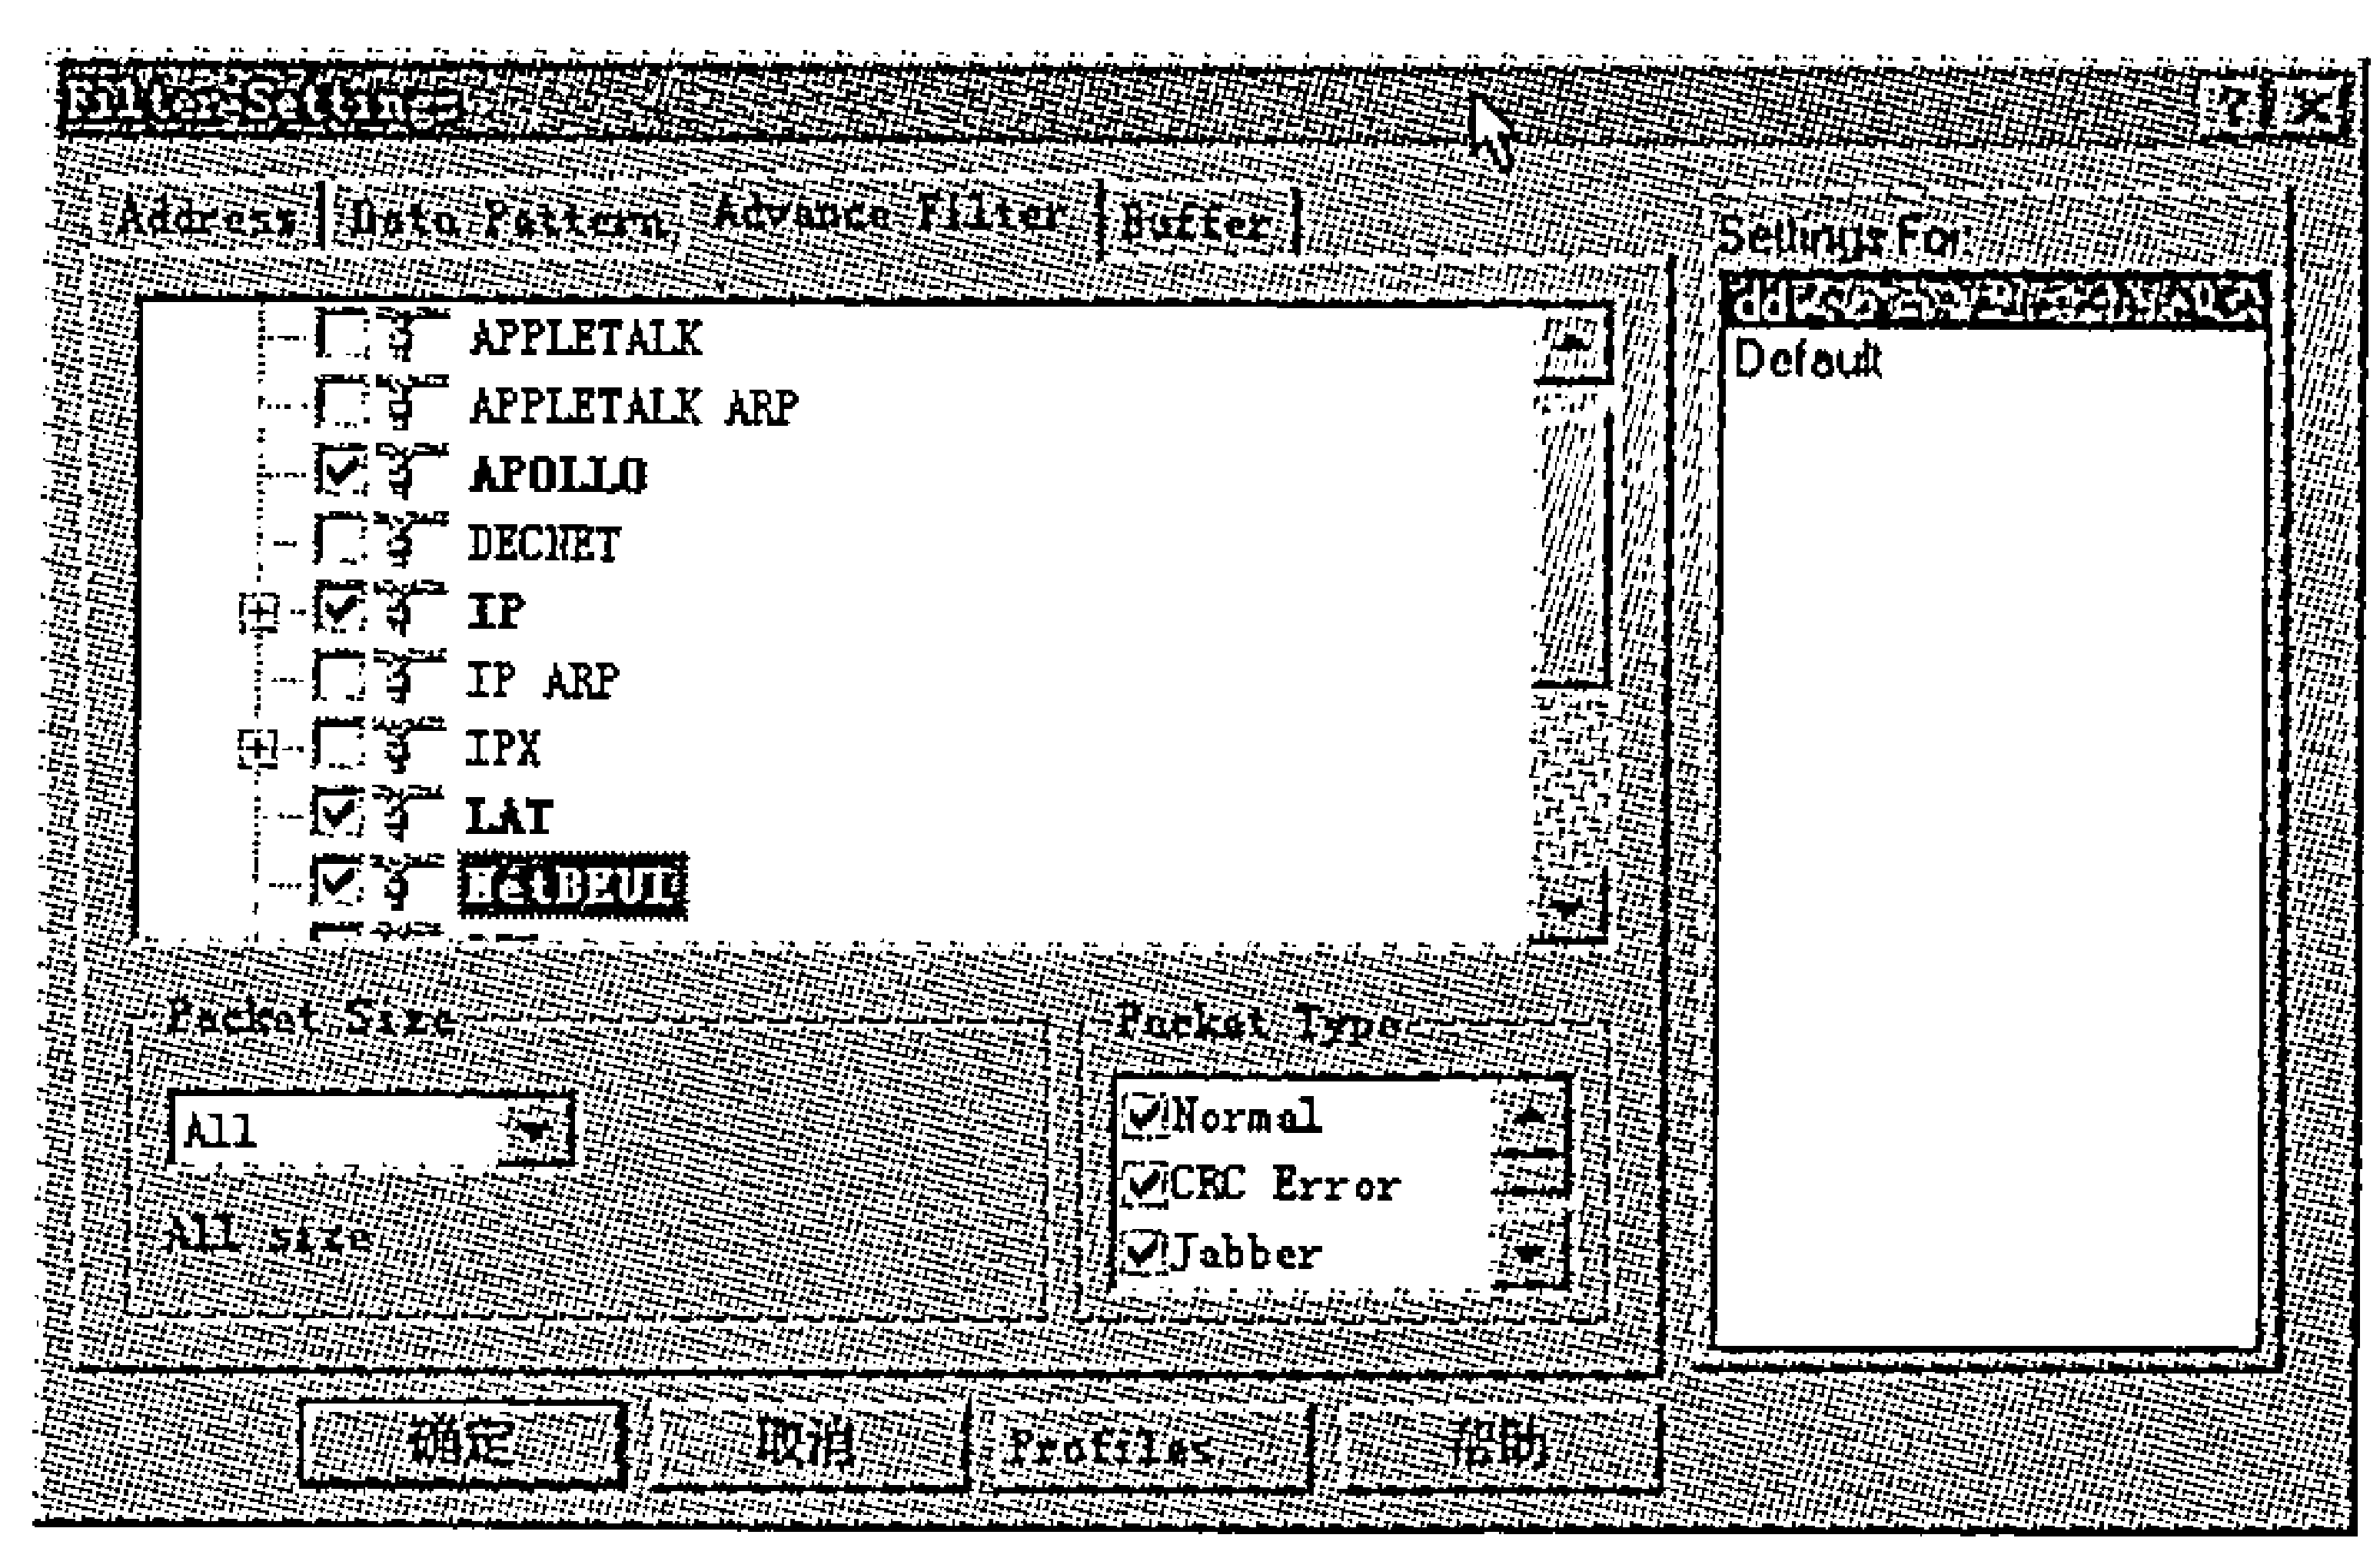 Filter Settings
Address
Data Pattern
Advance Filter
Buffer
Settings For:
Default
APPLETALK
APPLETALK ARP
APOLLO
DECNET
IP
IP ARP
IPX
LAT
NetBEUI
Packet Size
All
All size
Packet Type
Normal
CRC Error
Jabber
确定
取消
Profiles
帮助